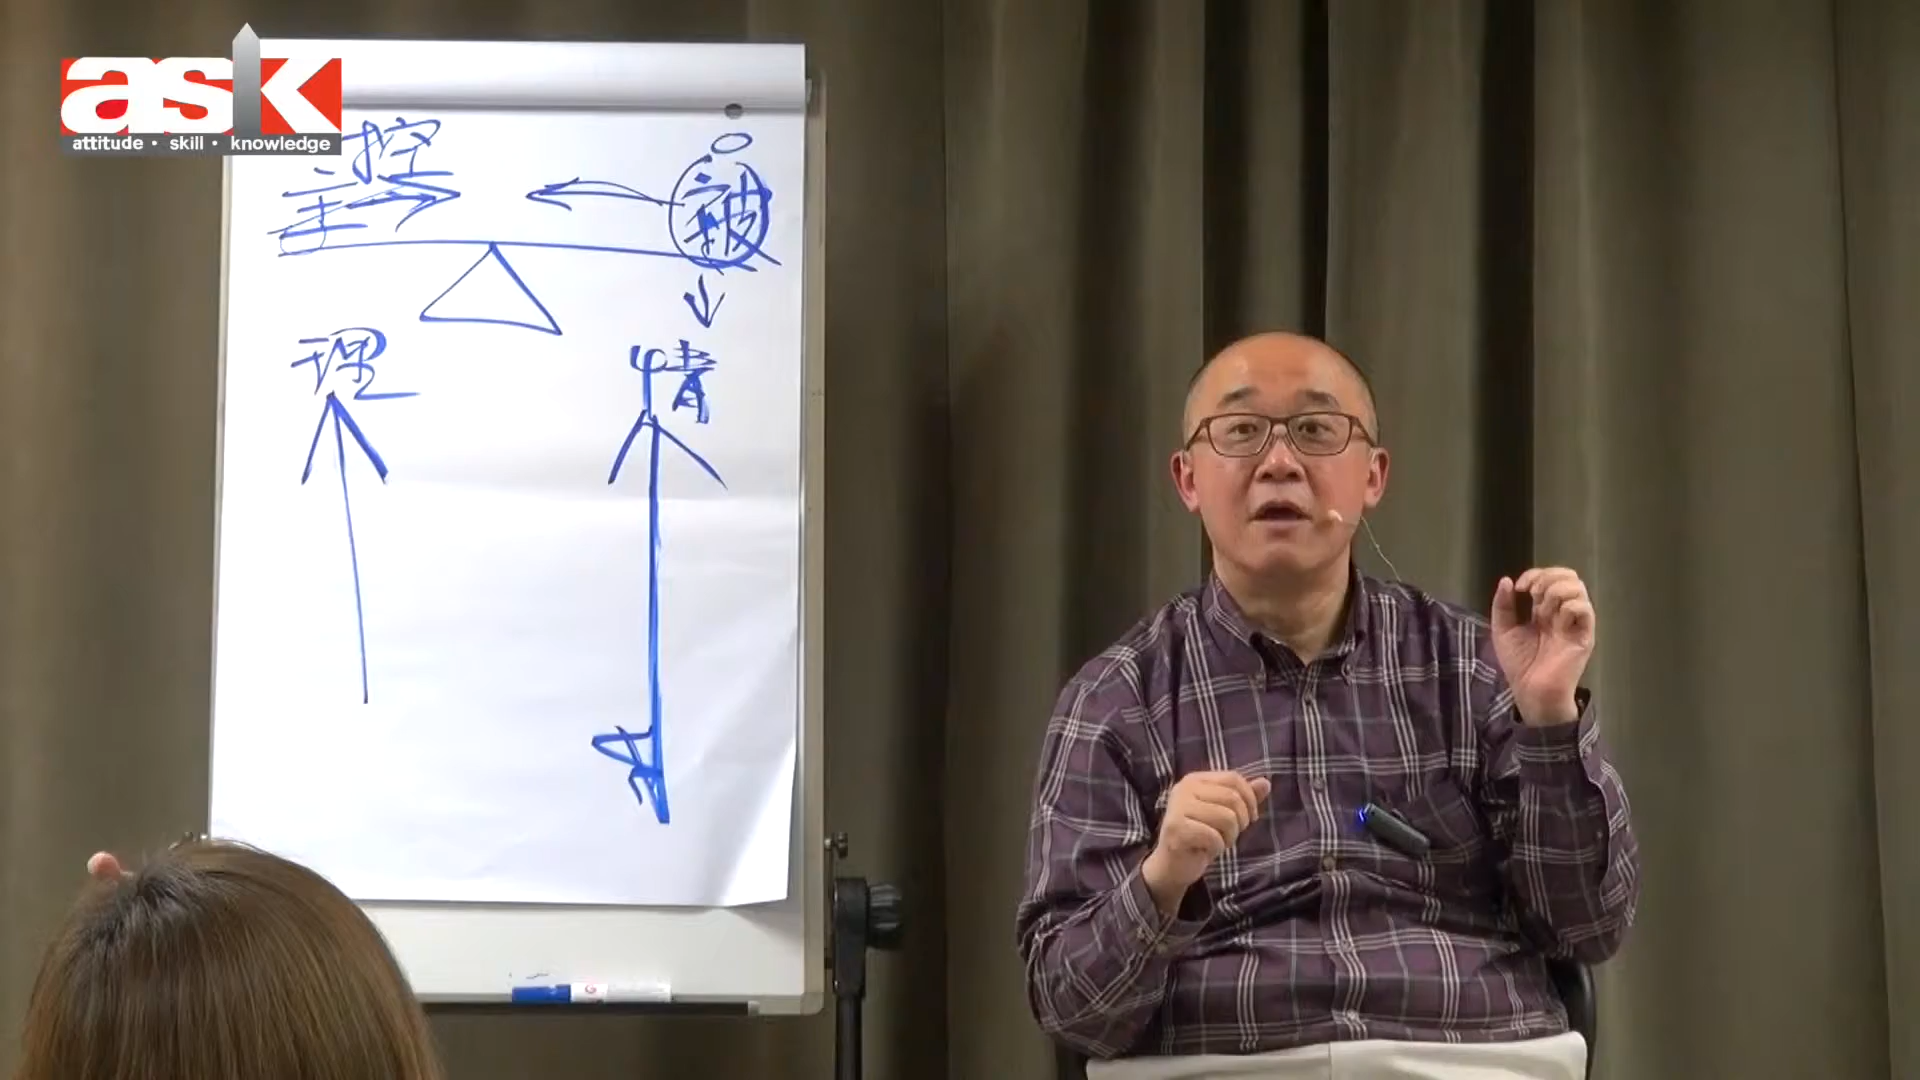 ask
attitude • skill • knowledge
主控
被
理
情